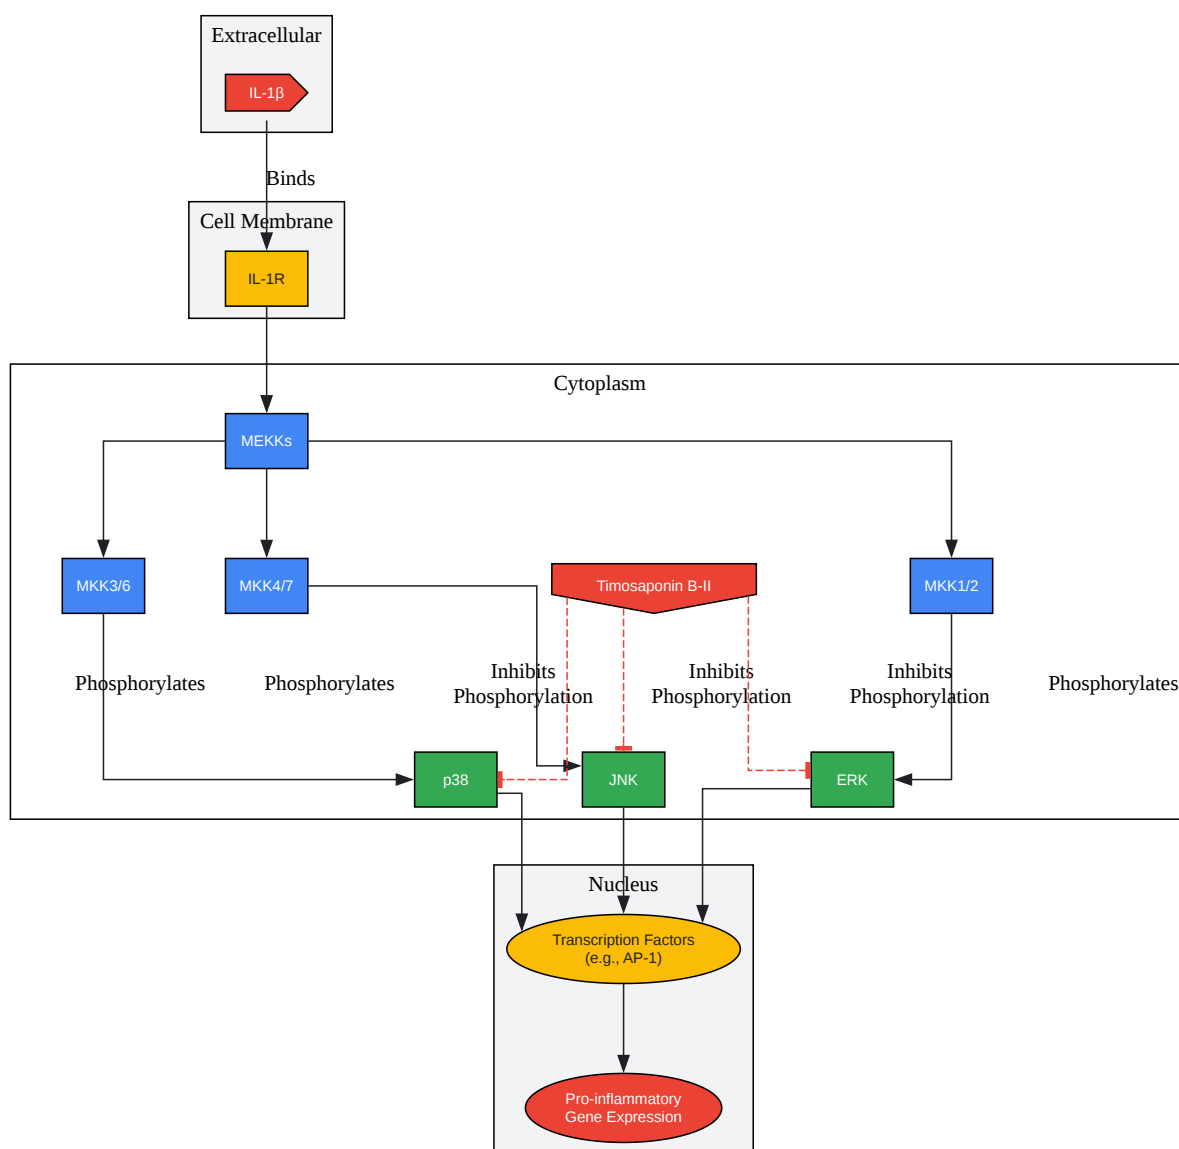 Extracellular
IL-1β
Binds
Cell Membrane
IL-1R
Cytoplasm
MEKKs
MKK3/6
MKK4/7
Timosaponin B-II
MKK1/2
Phosphorylates
Phosphorylates
Inhibits
Phosphorylation
Inhibits
Phosphorylation
Inhibits
Phosphorylation
Phosphorylates
p38
JNK
ERK
Nucleus
Transcription Factors
(e.g., AP-1)
Pro-inflammatory
Gene Expression